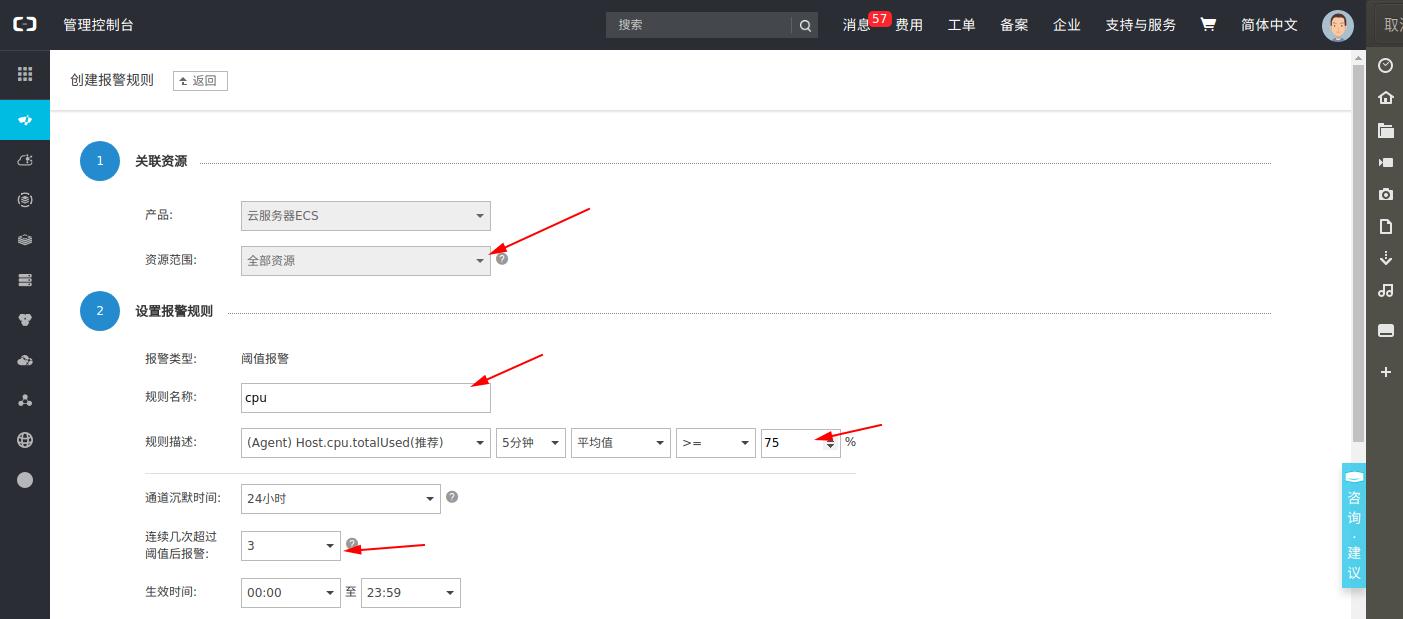 管理控制台
搜索
消息 57 费用 工单 备案 企业 支持与服务 简体中文
创建报警规则 返回
1 关联资源
产品: 云服务器ECS
资源范围: 全部资源 ?
2 设置报警规则
报警类型: 阈值报警
规则名称: cpu
规则描述: (Agent) Host.cpu.totalUsed(推荐) 5分钟 平均值 >= 75 %
通道沉默时间: 24小时 ?
连续几次超过
阈值后报警: 3 ?
生效时间: 00:00 至 23:59
咨
询
·
建
议